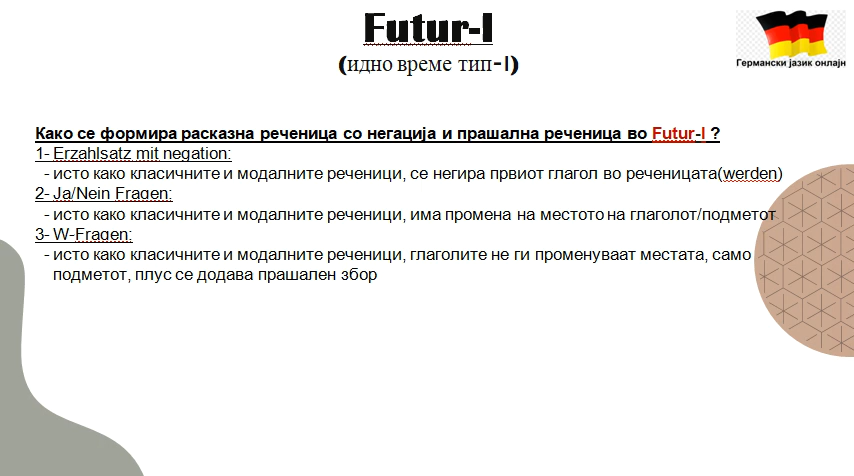 Futur-I
(идно време тип-I)
Германски јазик онлајн
Како се формира расказна реченица со негација и прашална реченица во Futur-I ?
1- Erzahlsatz mit negation:
- исто како класичните и модалните реченици, се негира првиот глагол во реченицата(werden)
2- Ja/Nein Fragen:
- исто како класичните и модалните реченици, има промена на местото на глаголот/подметот
3- W-Fragen:
- исто како класичните и модалните реченици, глаголите не ги променуваат местата, само
подметот, плус се додава прашален збор